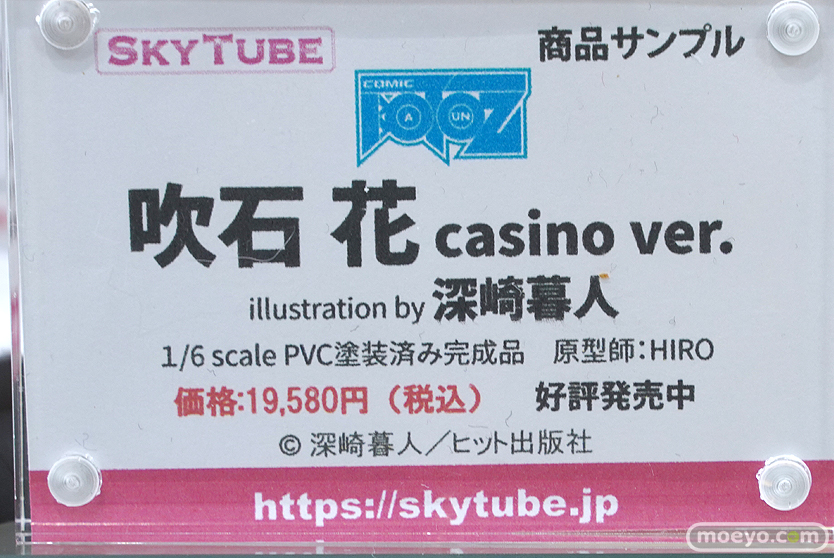 SKYTUBE
商品サンプル
COMIC
A UN
吹石 花 casino ver.
illustration by 深崎暮人
1/6 scale PVC塗装済み完成品 原型師：HIRO
価格:19,580円（税込） 好評発売中
© 深崎暮人／ヒット出版社
https://skytube.jp
moeyo.com